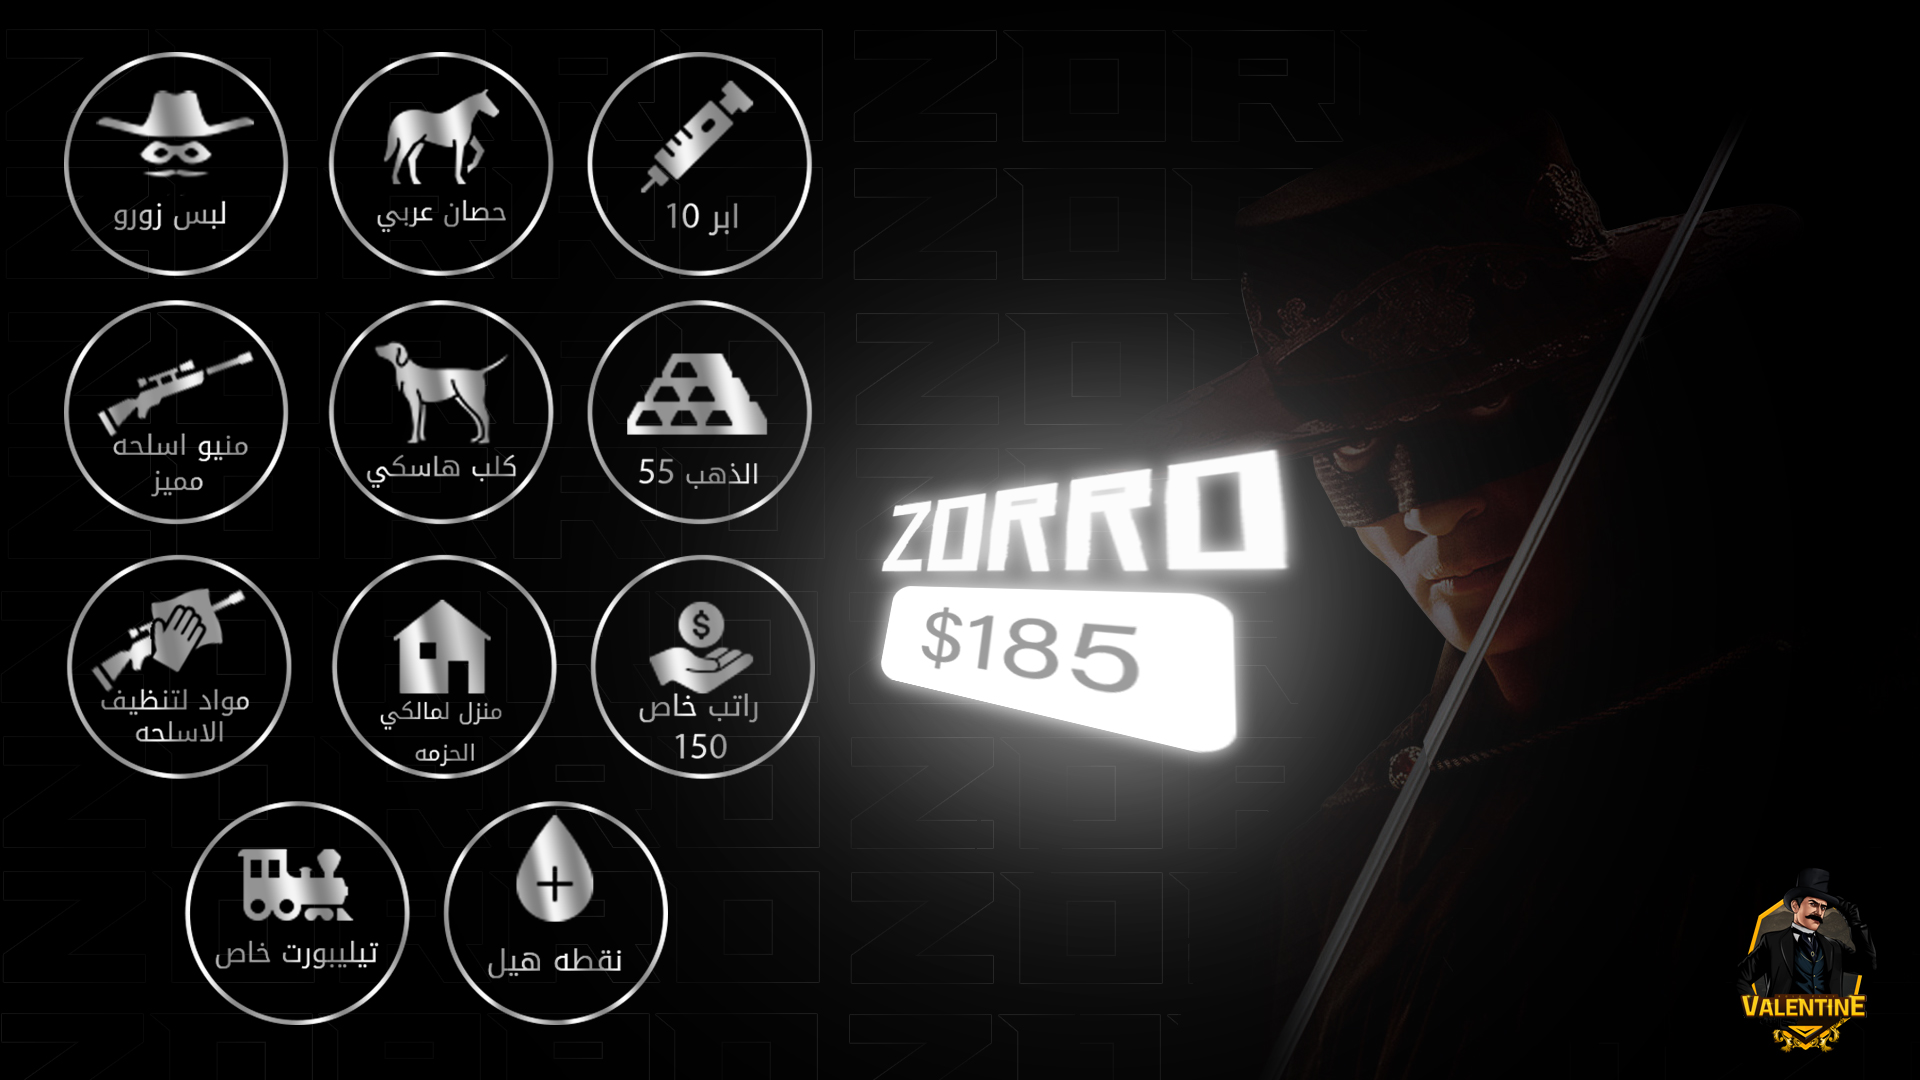 لبس زورو
حصان عربي
ابر 10
منيو اسلحه
مميز
كلب هاسكي
الذهب 55
مواد لتنظيف
الاسلحه
منزل لمالكي
الحزمه
راتب خاص
150
تيليبورت خاص
نقطه هيل
ZORRO
$185
VALENTINE